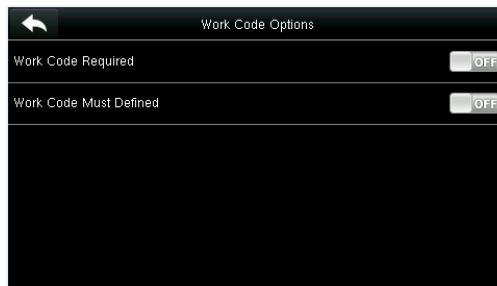 Work Code Options
Work Code Required OFF
Work Code Must Defined OFF